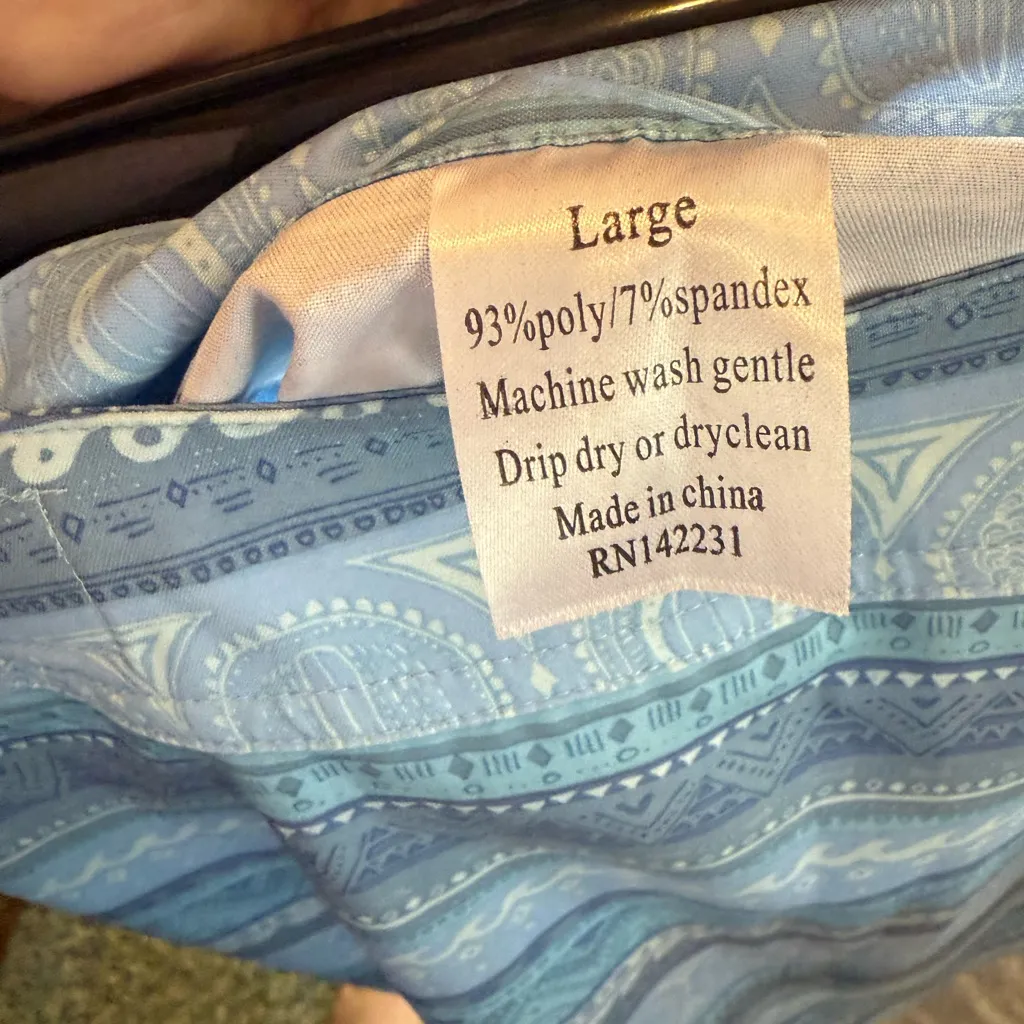 Large
93%poly/7%spandex
Machine wash gentle
Drip dry or dryclean
Made in china
RN142231